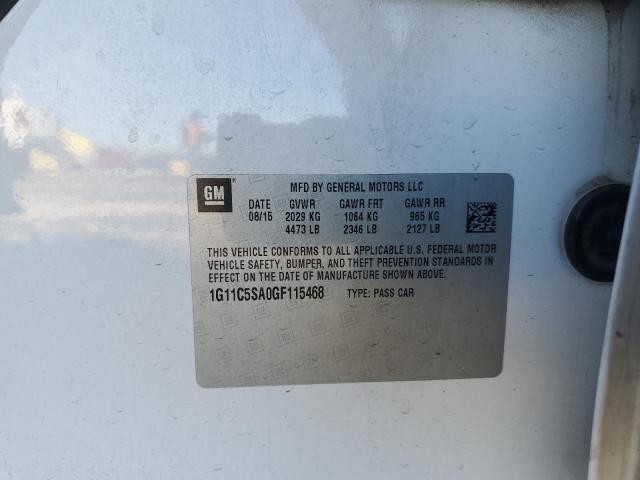 GM MFD BY GENERAL MOTORS LLC
DATE GVWR GAWR FRT GAWR RR
08/15 2029 KG 1064 KG 965 KG
4473 LB 2346 LB 2127 LB
THIS VEHICLE CONFORMS TO ALL APPLICABLE U.S. FEDERAL MOTOR
VEHICLE SAFETY, BUMPER, AND THEFT PREVENTION STANDARDS IN
EFFECT ON THE DATE OF MANUFACTURE SHOWN ABOVE.
1G11C5SA0GF115468 TYPE: PASS CAR